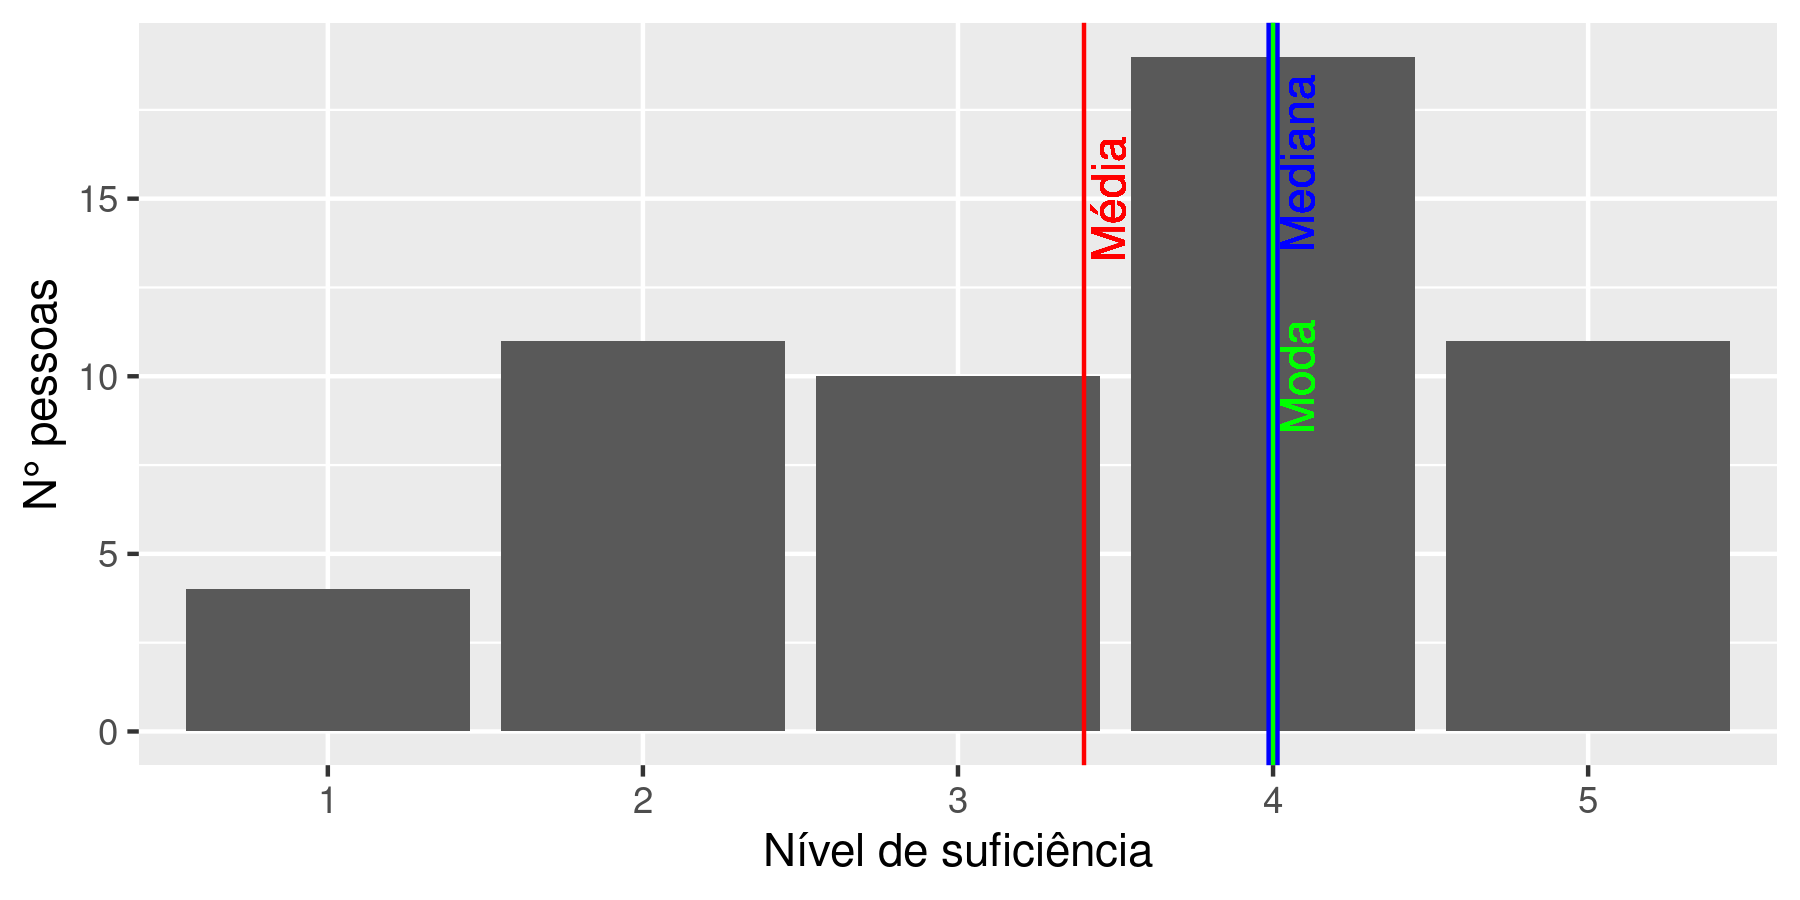 N° pessoas
15
10
5
0
Média
Mediana
Moda
1 2 3 4 5
Nível de suficiência